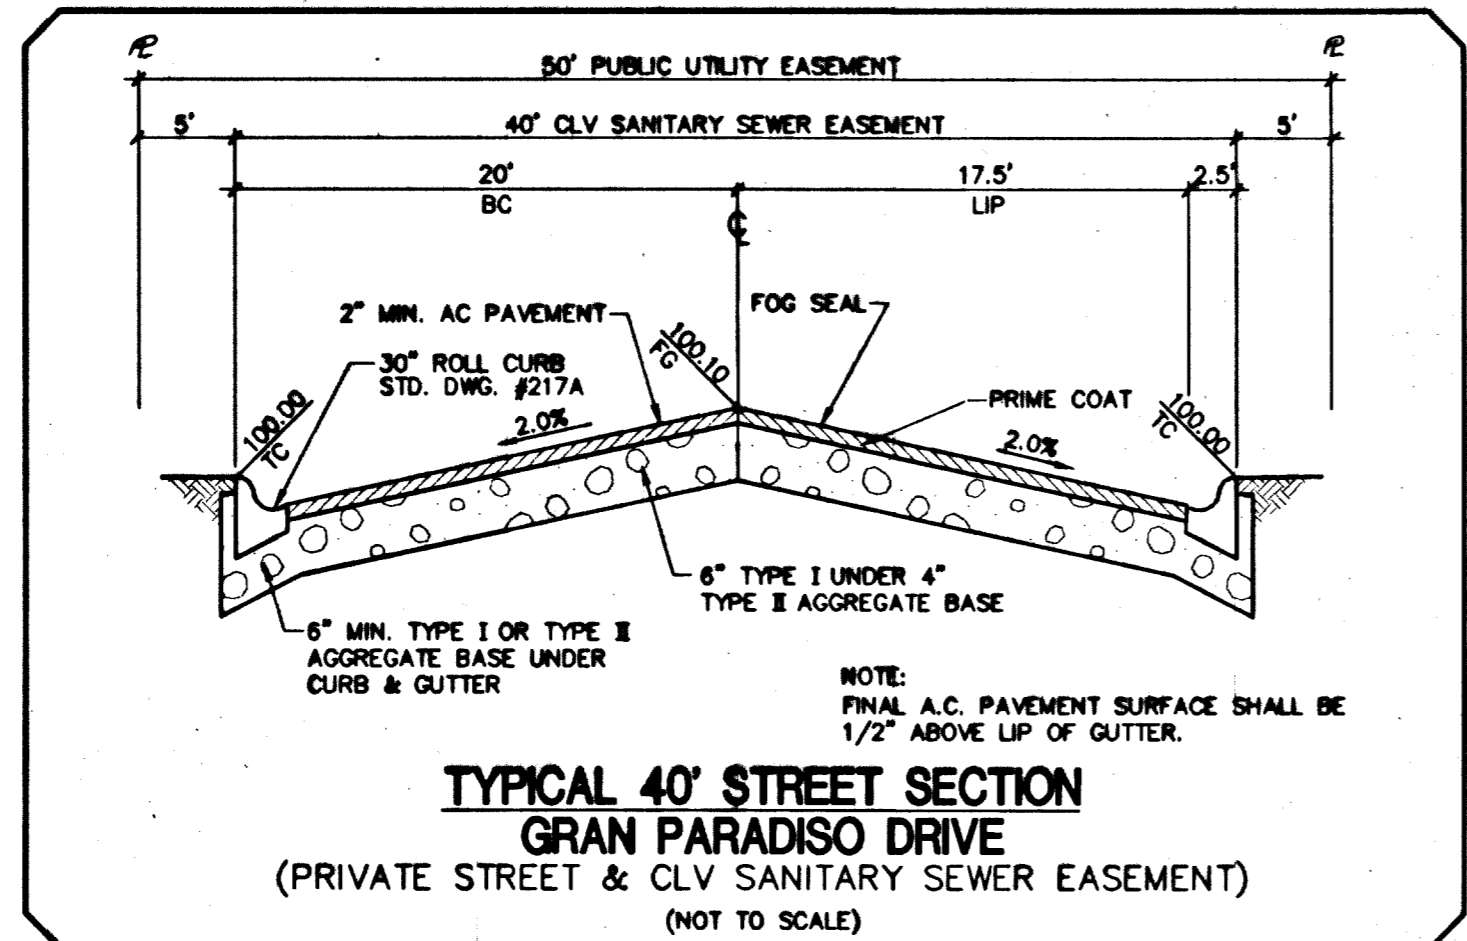 PL PL
50' PUBLIC UTILITY EASEMENT
5' 40' CLV SANITARY SEWER EASEMENT 5'
20' 17.5' 2.5'
BC LIP
CL
2" MIN. AC PAVEMENT
FOG SEAL
30" ROLL CURB
STD. DWG. #217A
100.10
FG
PRIME COAT
100.00
TC
2.0%
2.0%
100.00
TC
6" TYPE I UNDER 4"
TYPE II AGGREGATE BASE
6" MIN. TYPE I OR TYPE II
AGGREGATE BASE UNDER
CURB & GUTTER
NOTE:
FINAL A.C. PAVEMENT SURFACE SHALL BE
1/2" ABOVE LIP OF GUTTER.
TYPICAL 40' STREET SECTION
GRAN PARADISO DRIVE
(PRIVATE STREET & CLV SANITARY SEWER EASEMENT)
(NOT TO SCALE)